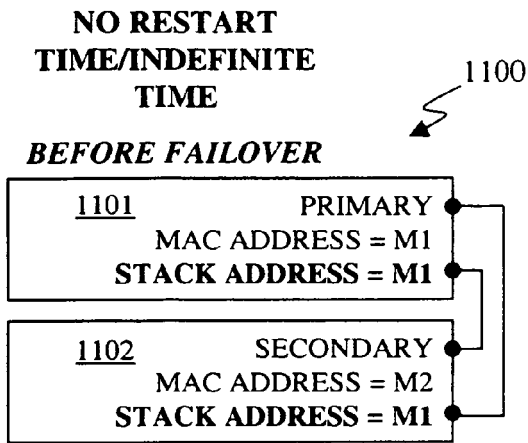 NO RESTART
TIME/INDEFINITE
TIME
1100
BEFORE FAILOVER
1101 PRIMARY
MAC ADDRESS = M1
STACK ADDRESS = M1
1102 SECONDARY
MAC ADDRESS = M2
STACK ADDRESS = M1